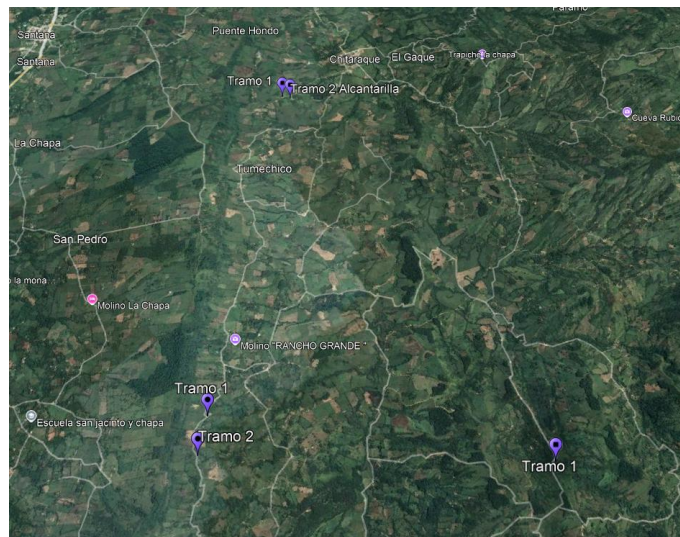 Paramo
Santana
Puente Hondo
Santana
Chitaraque
El Gaque
Trapiche la chapa
Tramo 1
Tramo 2 Alcantarilla
Cueva Rubio
La Chapa
Tumechico
San Pedro
o la mona
Molino La Chapa
Molino "RANCHO GRANDE "
Tramo 1
Escuela san jacinto y chapa
Tramo 2
Tramo 1